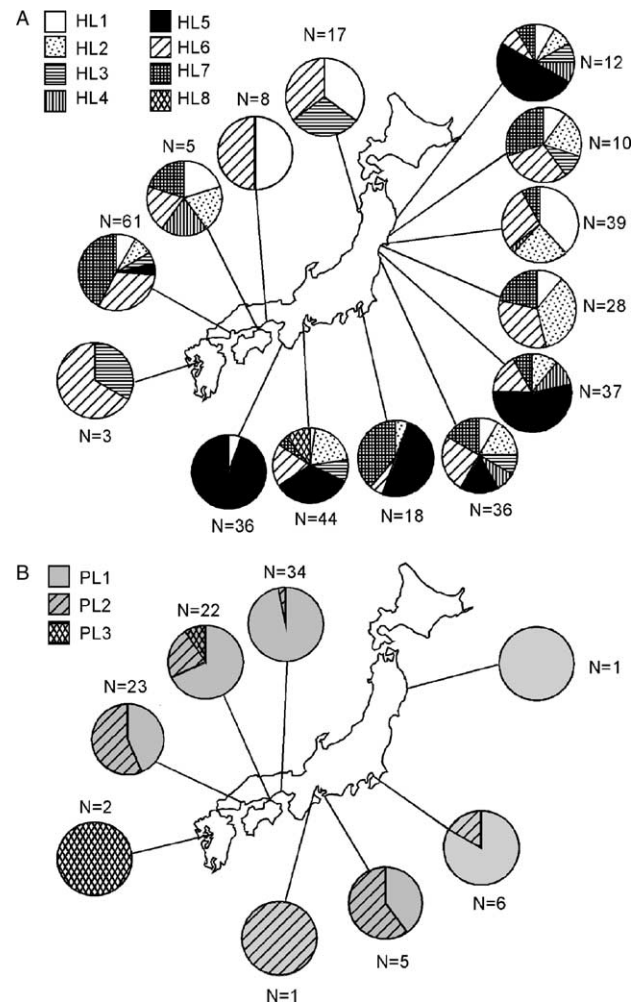 A
HL1 HL5
HL2 HL6
HL3 HL7
HL4 HL8
N=17
N=12
N=8
N=10
N=5
N=39
N=61
N=28
N=37
N=3
N=36
N=44
N=18
N=36
B
PL1
PL2
PL3
N=34
N=22
N=1
N=23
N=2
N=6
N=5
N=1